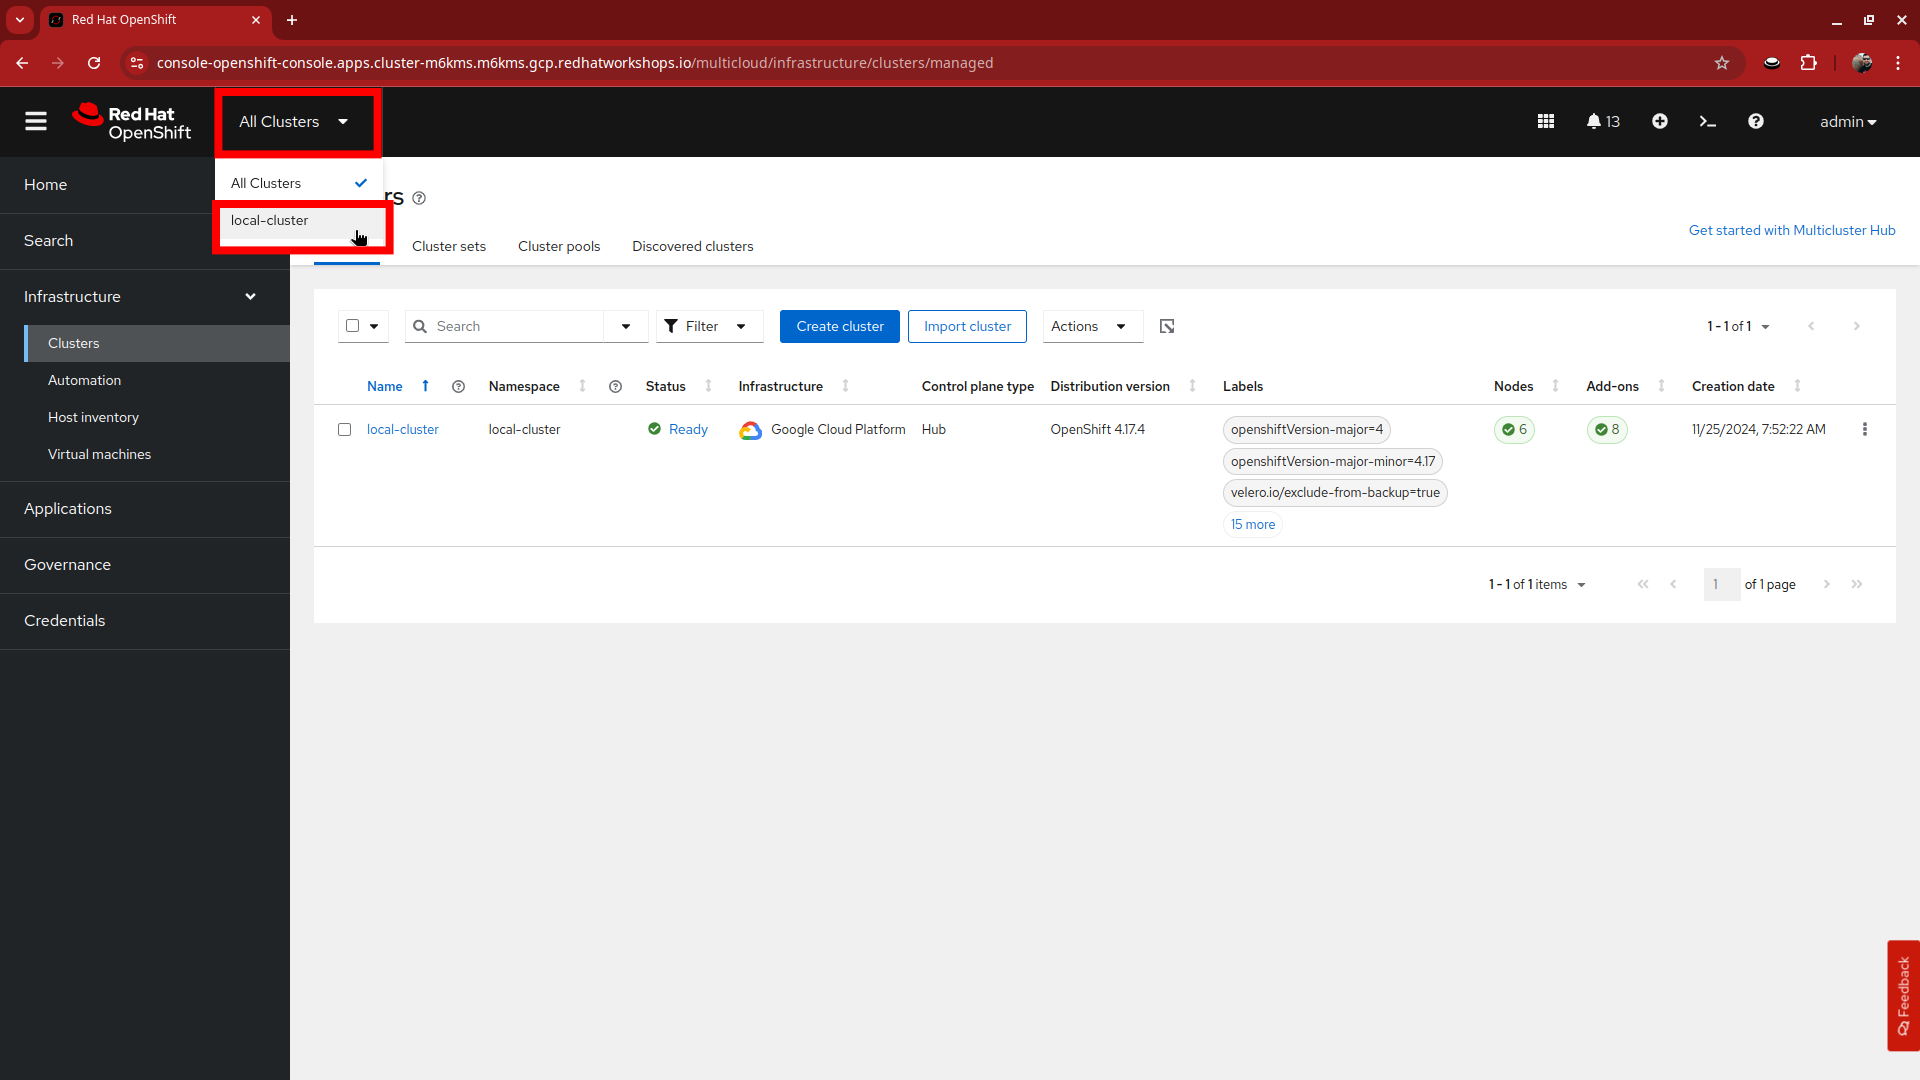 Red Hat OpenShift
console-openshift-console.apps.cluster-m6kms.m6kms.gcp.redhatworkshops.io/multicloud/infrastructure/clusters/managed
Red Hat
OpenShift
All Clusters
13
admin
Home
Search
Infrastructure
Clusters
Automation
Host inventory
Virtual machines
Applications
Governance
Credentials
All Clusters
local-cluster
rs
Get started with Multicluster Hub
Cluster sets Cluster pools Discovered clusters
Search Filter Create cluster Import cluster Actions 1 - 1 of 1
Name Namespace Status Infrastructure Control plane type Distribution version Labels Nodes Add-ons Creation date
local-cluster local-cluster Ready Google Cloud Platform Hub OpenShift 4.17.4 openshiftVersion-major=4 6 8 11/25/2024, 7:52:22 AM
openshiftVersion-major-minor=4.17
velero.io/exclude-from-backup=true
15 more
1 - 1 of 1 items 1 of 1 page
Feedback